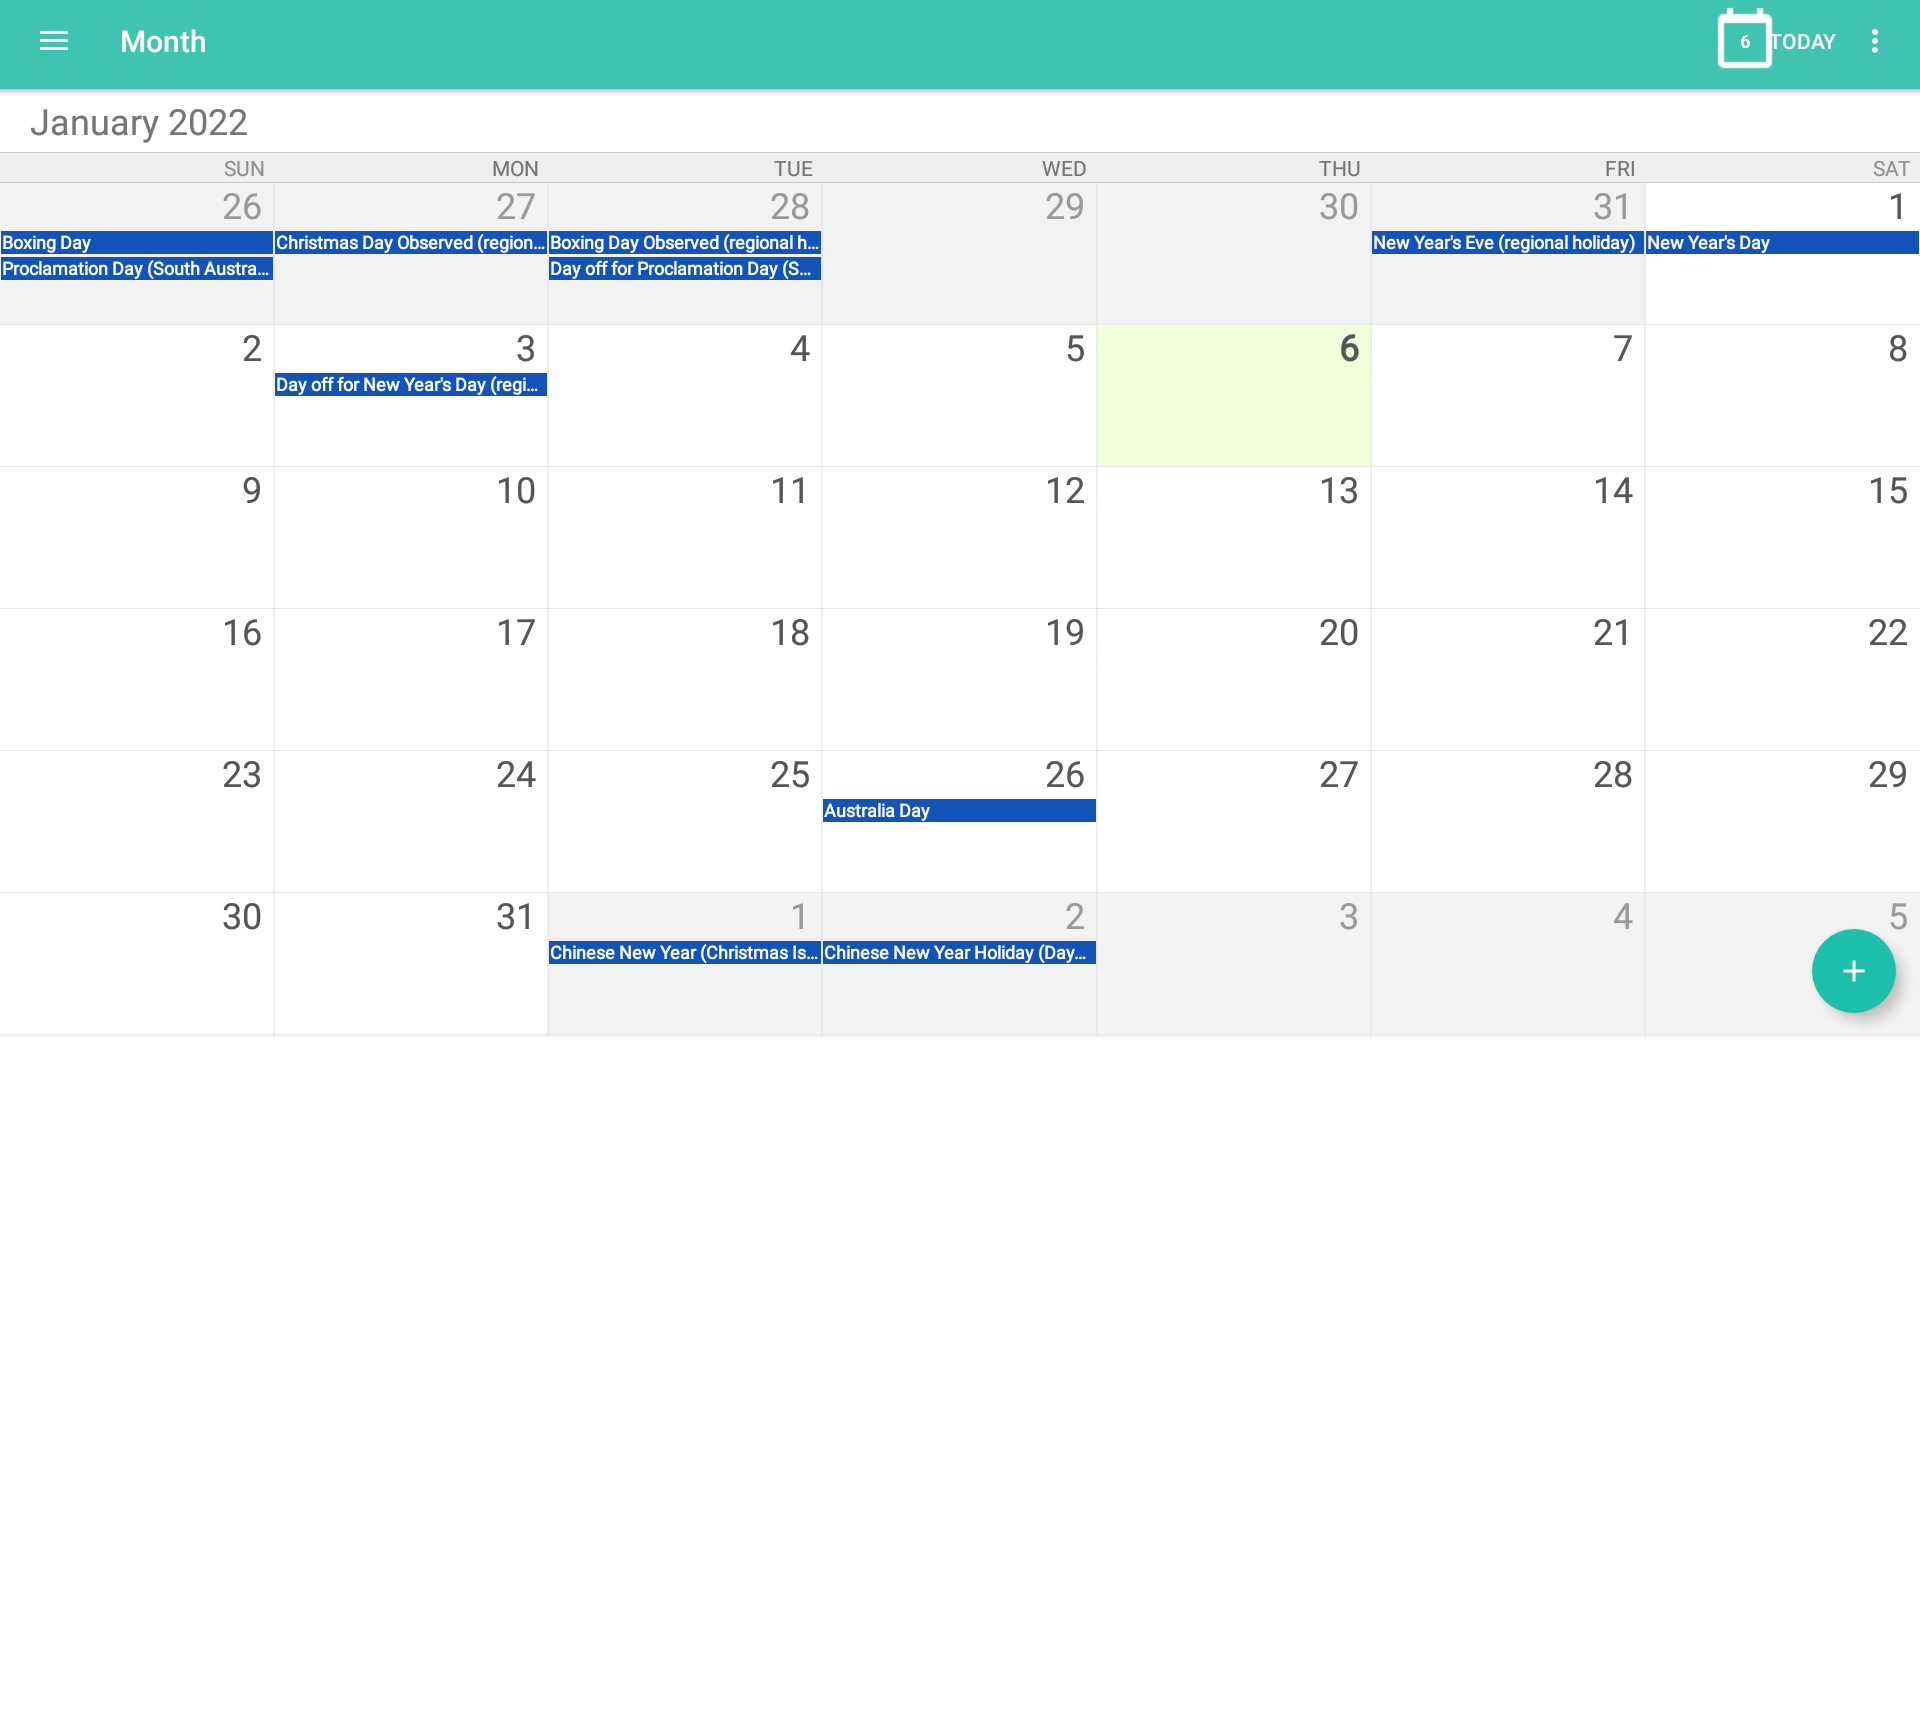 Month
6 TODAY
January 2022
SUN MON TUE WED THU FRI SAT
26 27 28 29 30 31 1
Boxing Day Christmas Day Observed (region... Boxing Day Observed (regional h... New Year's Eve (regional holiday) New Year's Day
Proclamation Day (South Austra... Day off for Proclamation Day (S...
2 3 4 5 6 7 8
Day off for New Year's Day (regi...
9 10 11 12 13 14 15
16 17 18 19 20 21 22
23 24 25 26 27 28 29
Australia Day
30 31 1 2 3 4 5
Chinese New Year (Christmas Is... Chinese New Year Holiday (Day...
+